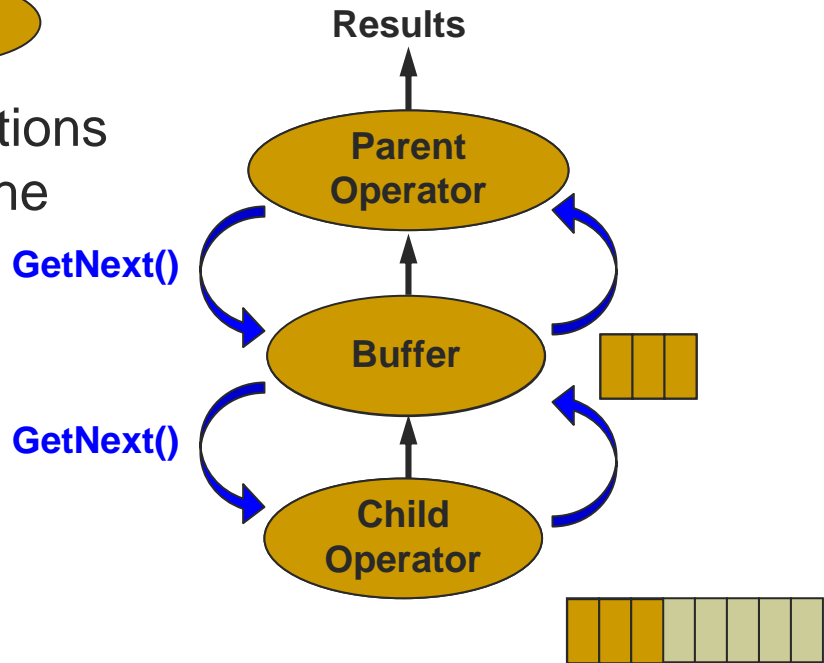 Results
tions
ne
Parent
Operator
GetNext()
Buffer
GetNext()
Child
Operator